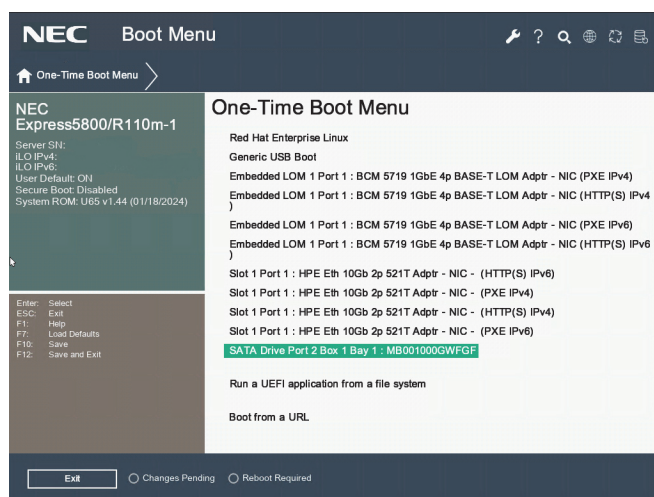 NEC Boot Menu
?
One-Time Boot Menu
NEC
Express5800/R110m-1
Server SN:
iLO IPv4:
iLO IPv6:
User Default: ON
Secure Boot: Disabled
System ROM: U65 v1.44 (01/18/2024)
Enter: Select
ESC: Exit
F1: Help
F7: Load Defaults
F10: Save
F12: Save and Exit
One-Time Boot Menu
Red Hat Enterprise Linux
Generic USB Boot
Embedded LOM 1 Port 1 : BCM 5719 1GbE 4p BASE-T LOM Adptr - NIC (PXE IPv4)
Embedded LOM 1 Port 1 : BCM 5719 1GbE 4p BASE-T LOM Adptr - NIC (HTTP(S) IPv4
)
Embedded LOM 1 Port 1 : BCM 5719 1GbE 4p BASE-T LOM Adptr - NIC (PXE IPv6)
Embedded LOM 1 Port 1 : BCM 5719 1GbE 4p BASE-T LOM Adptr - NIC (HTTP(S) IPv6
)
Slot 1 Port 1 : HPE Eth 10Gb 2p 521T Adptr - NIC - (HTTP(S) IPv6)
Slot 1 Port 1 : HPE Eth 10Gb 2p 521T Adptr - NIC - (PXE IPv4)
Slot 1 Port 1 : HPE Eth 10Gb 2p 521T Adptr - NIC - (HTTP(S) IPv4)
Slot 1 Port 1 : HPE Eth 10Gb 2p 521T Adptr - NIC - (PXE IPv6)
SATA Drive Port 2 Box 1 Bay 1 : MB001000GWFGF
Run a UEFI application from a file system
Boot from a URL
Exit Changes Pending Reboot Required